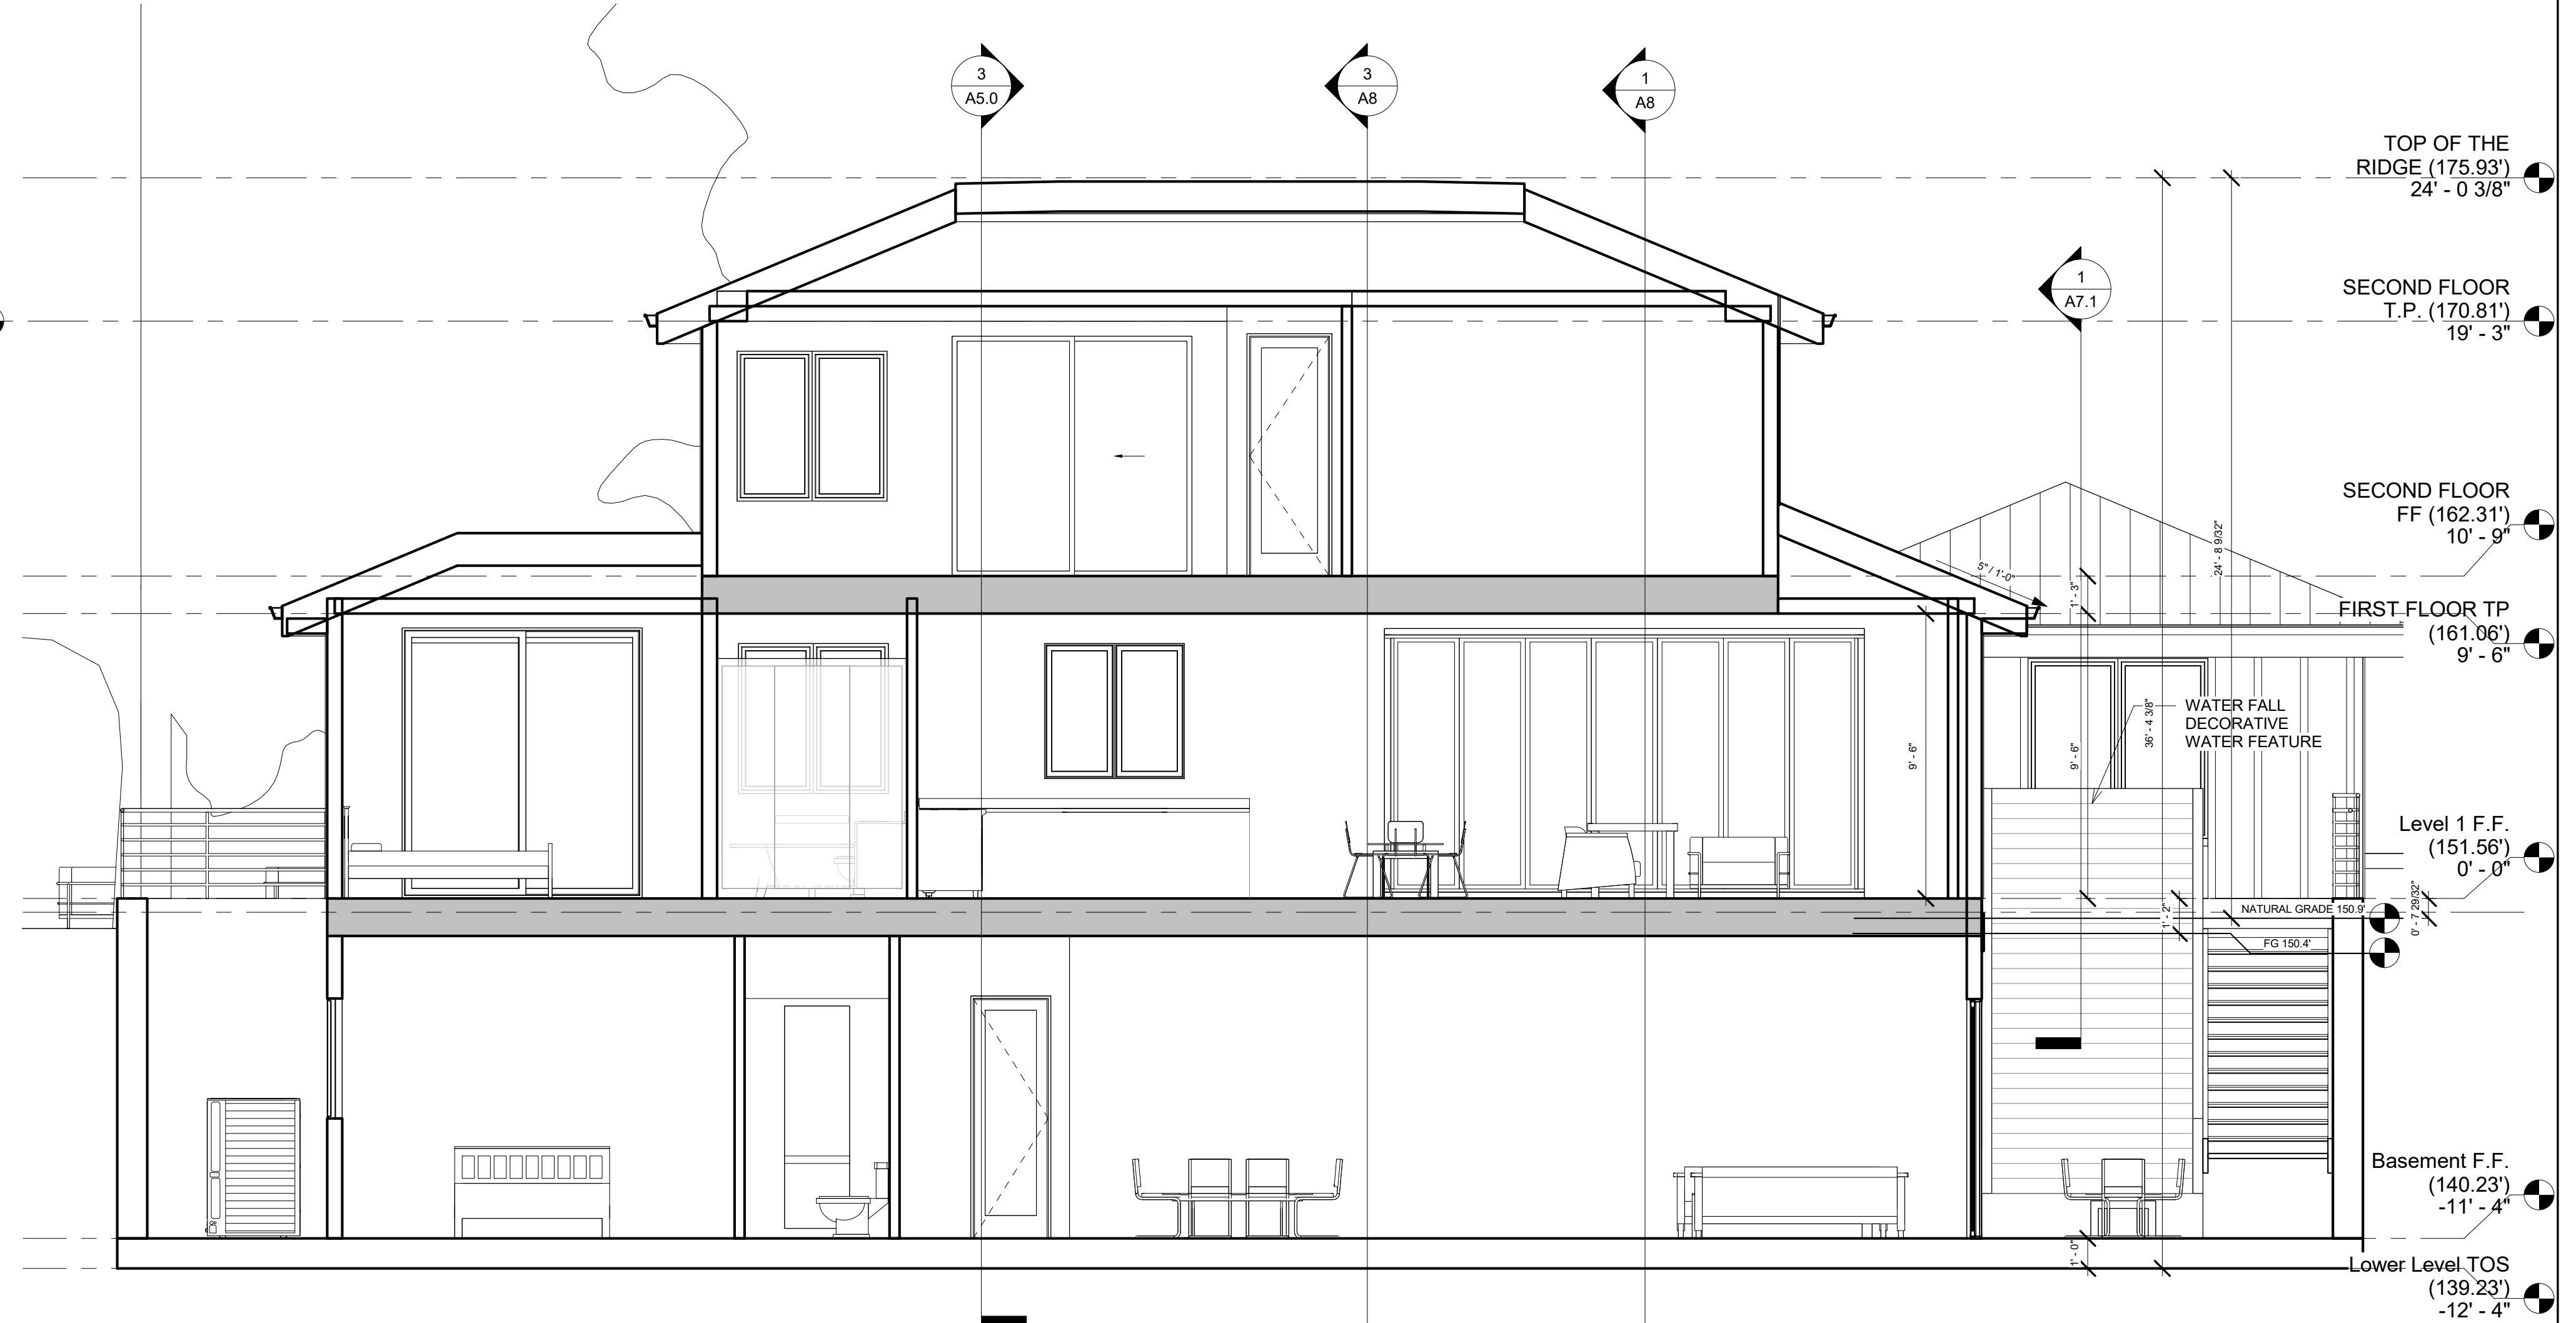 3
A5.0
3
A8
1
A8
TOP OF THE
RIDGE (175.93')
24' - 0 3/8"
1
A7.1
SECOND FLOOR
T.P. (170.81')
19' - 3"
SECOND FLOOR
FF (162.31')
10' - 9"
24' - 8 9/32"
5" / 1'-0"
1' - 3"
FIRST FLOOR TP
(161.06')
9' - 6"
WATER FALL
DECORATIVE
WATER FEATURE
36' - 4 3/8"
9' - 6"
9' - 6"
Level 1 F.F.
(151.56')
0' - 0"
NATURAL GRADE 150.9'
0' - 7 29/32"
1' - 2"
FG 150.4'
Basement F.F.
(140.23')
-11' - 4"
1' - 0"
Lower Level TOS
(139.23')
-12' - 4"